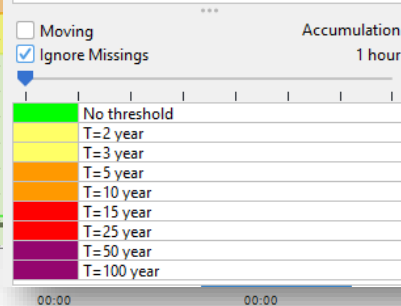 Moving Accumulation
Ignore Missings 1 hour
No threshold
T=2 year
T=3 year
T=5 year
T=10 year
T=15 year
T=25 year
T=50 year
T=100 year
00:00 00:00